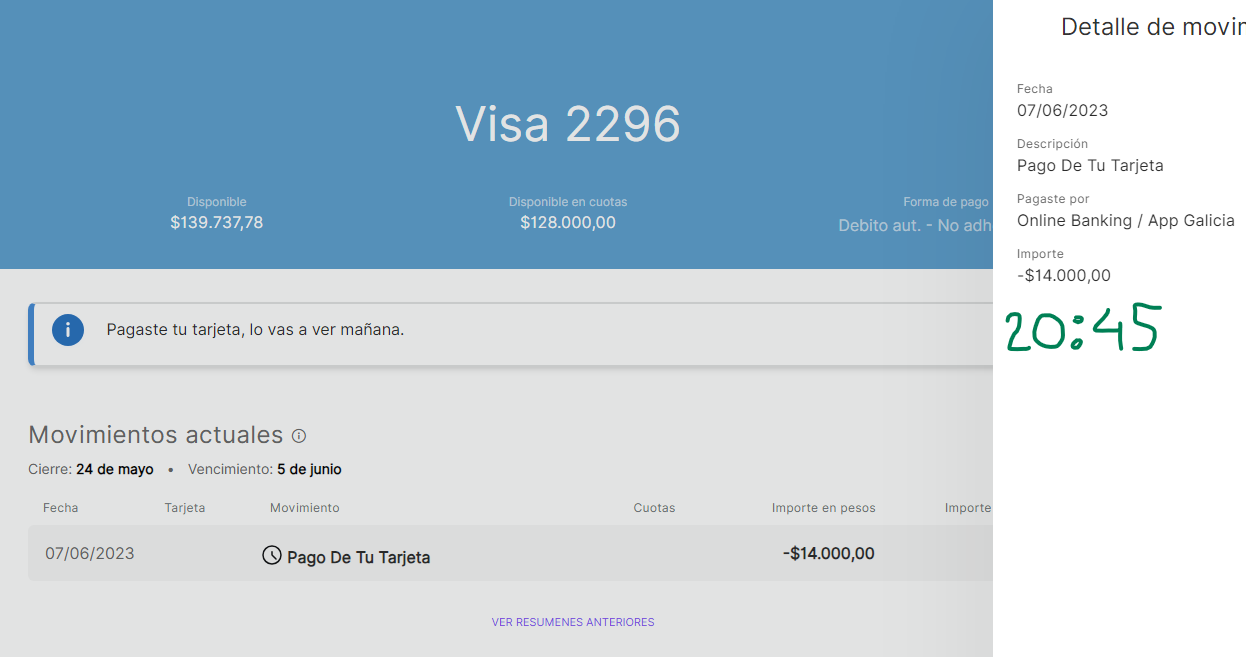 Visa 2296
Disponible
$139.737,78
Disponible en cuotas
$128.000,00
Forma de pago
Debito aut. - No adh
Pagaste tu tarjeta, lo vas a ver mañana.
Movimientos actuales
Cierre: 24 de mayo • Vencimiento: 5 de junio
Fecha Tarjeta Movimiento Cuotas Importe en pesos Importe
07/06/2023 Pago De Tu Tarjeta -$14.000,00
VER RESUMENES ANTERIORES
Detalle de movim
Fecha
07/06/2023
Descripción
Pago De Tu Tarjeta
Pagaste por
Online Banking / App Galicia
Importe
-$14.000,00
20:45